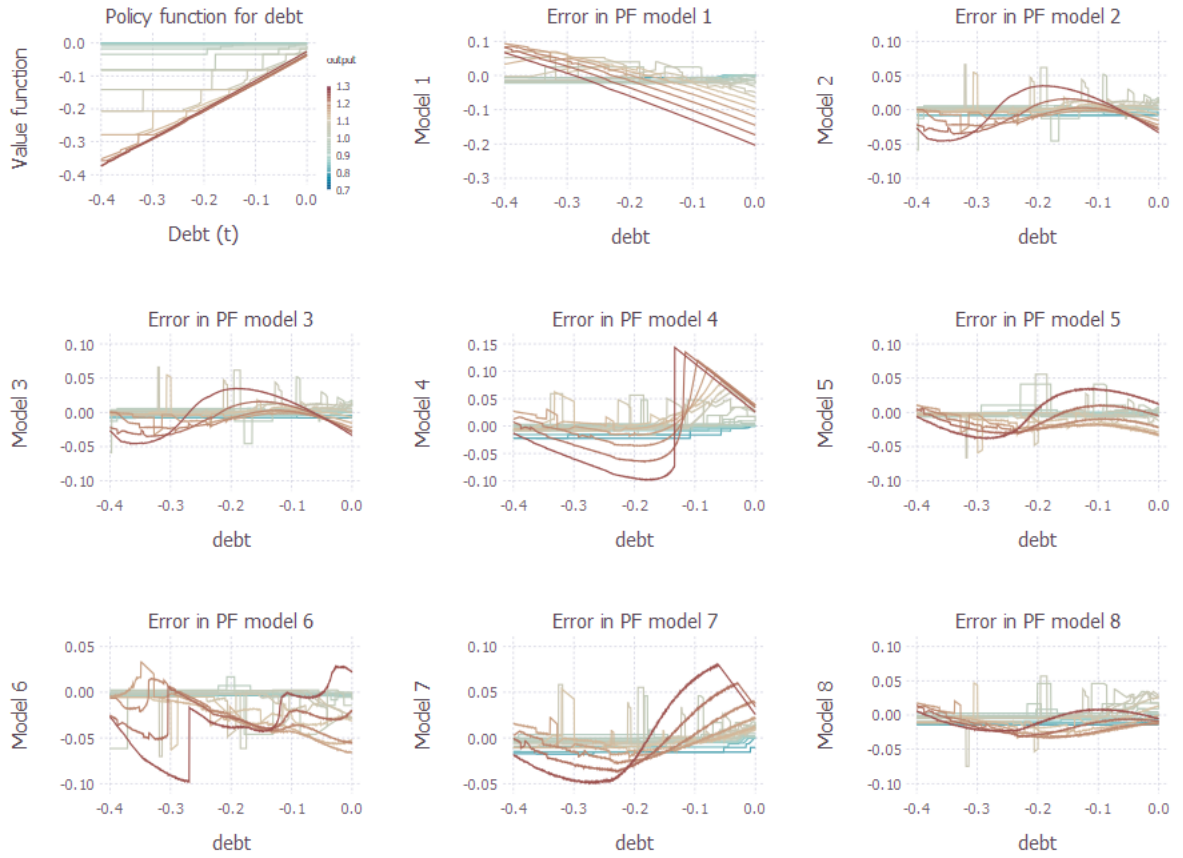 Policy function for debt
Value function
0.0
-0.1
-0.2
-0.3
-0.4
-0.4 -0.3 -0.2 -0.1 0.0
Debt (t)
output
1.3
1.2
1.1
1.0
0.9
0.8
0.7
Error in PF model 1
Model 1
0.1
0.0
-0.1
-0.2
-0.3
-0.4 -0.3 -0.2 -0.1 0.0
debt
Error in PF model 2
Model 2
0.10
0.05
0.00
-0.05
-0.10
-0.4 -0.3 -0.2 -0.1 0.0
debt
Error in PF model 3
Model 3
0.10
0.05
0.00
-0.05
-0.10
-0.4 -0.3 -0.2 -0.1 0.0
debt
Error in PF model 4
Model 4
0.15
0.10
0.05
0.00
-0.05
-0.10
-0.4 -0.3 -0.2 -0.1 0.0
debt
Error in PF model 5
Model 5
0.10
0.05
0.00
-0.05
-0.10
-0.4 -0.3 -0.2 -0.1 0.0
debt
Error in PF model 6
Model 6
0.05
0.00
-0.05
-0.10
-0.4 -0.3 -0.2 -0.1 0.0
debt
Error in PF model 7
Model 7
0.10
0.05
0.00
-0.05
-0.4 -0.3 -0.2 -0.1 0.0
debt
Error in PF model 8
Model 8
0.10
0.05
0.00
-0.05
-0.10
-0.4 -0.3 -0.2 -0.1 0.0
debt